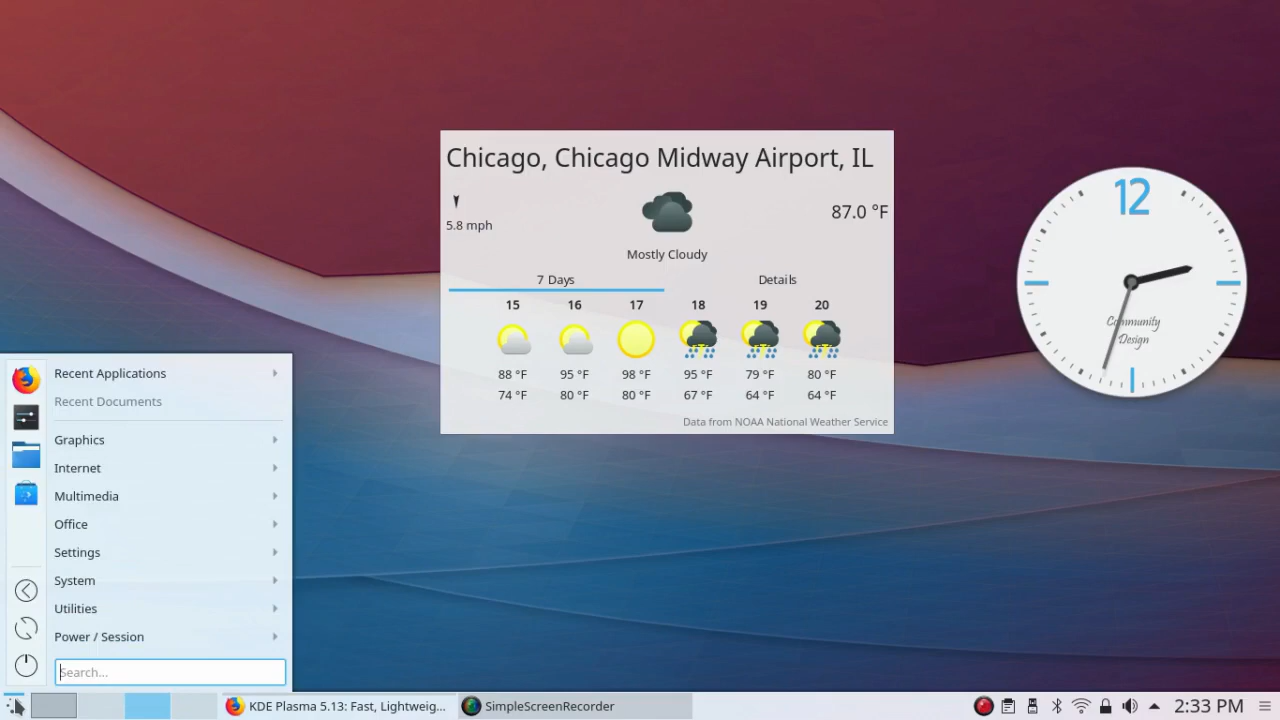 Chicago, Chicago Midway Airport, IL
5.8 mph
87.0 °F
Mostly Cloudy
7 Days
Details
15 16 17 18 19 20
88 °F 95 °F 98 °F 95 °F 79 °F 80 °F
74 °F 80 °F 80 °F 67 °F 64 °F 64 °F
Data from NOAA National Weather Service
12
Community
Design
Recent Applications
Recent Documents
Graphics
Internet
Multimedia
Office
Settings
System
Utilities
Power / Session
Search...
KDE Plasma 5.13: Fast, Lightweig...
SimpleScreenRecorder
2:33 PM